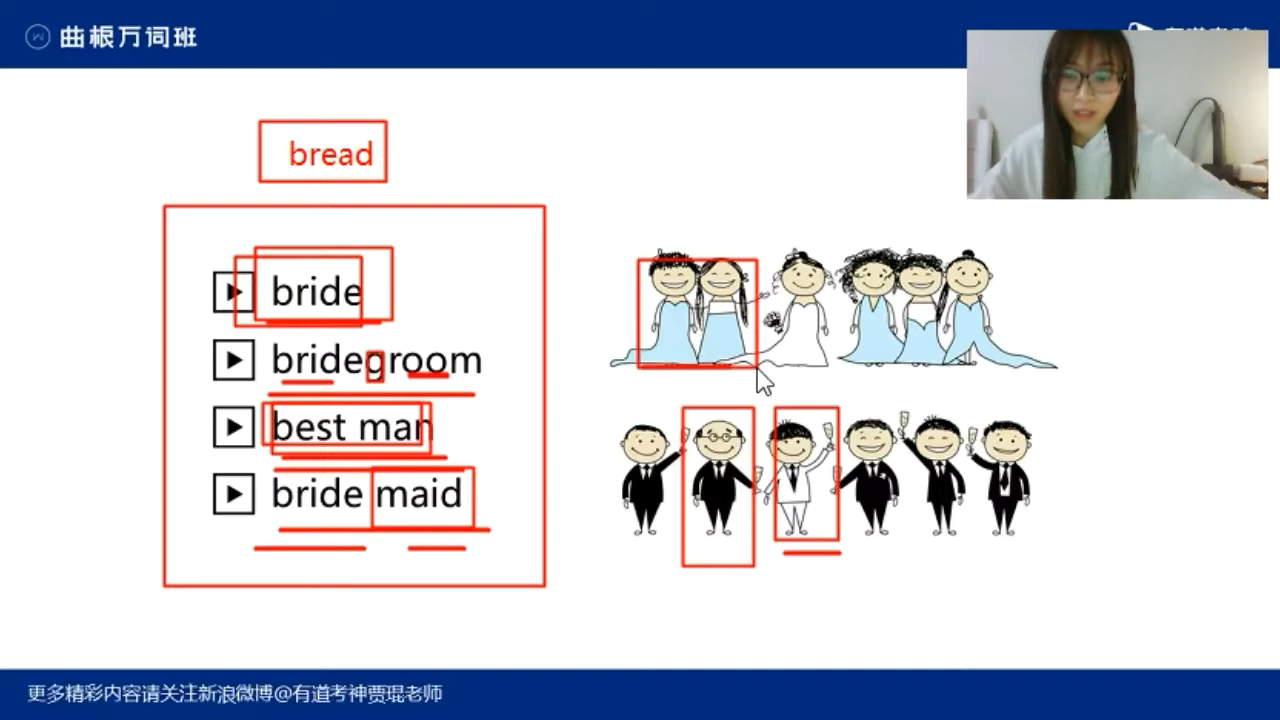 曲根万词班
bread
bride
bridegroom
best man
bride maid
更多精彩内容请关注新浪微博@有道考神贾琨老师